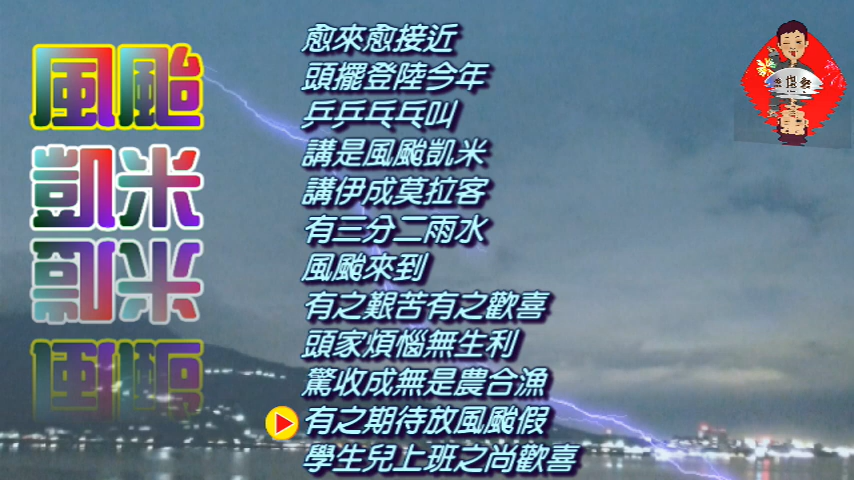 風颱
凱米
愈來愈接近
頭擺登陸今年
乒乒乓乓叫
講是風颱凱米
講伊成莫拉客
有三分二雨水
風颱來到
有之艱苦有之歡喜
頭家煩惱無生利
驚收成無是農合漁
有之期待放風颱假
學生兒上班之尚歡喜